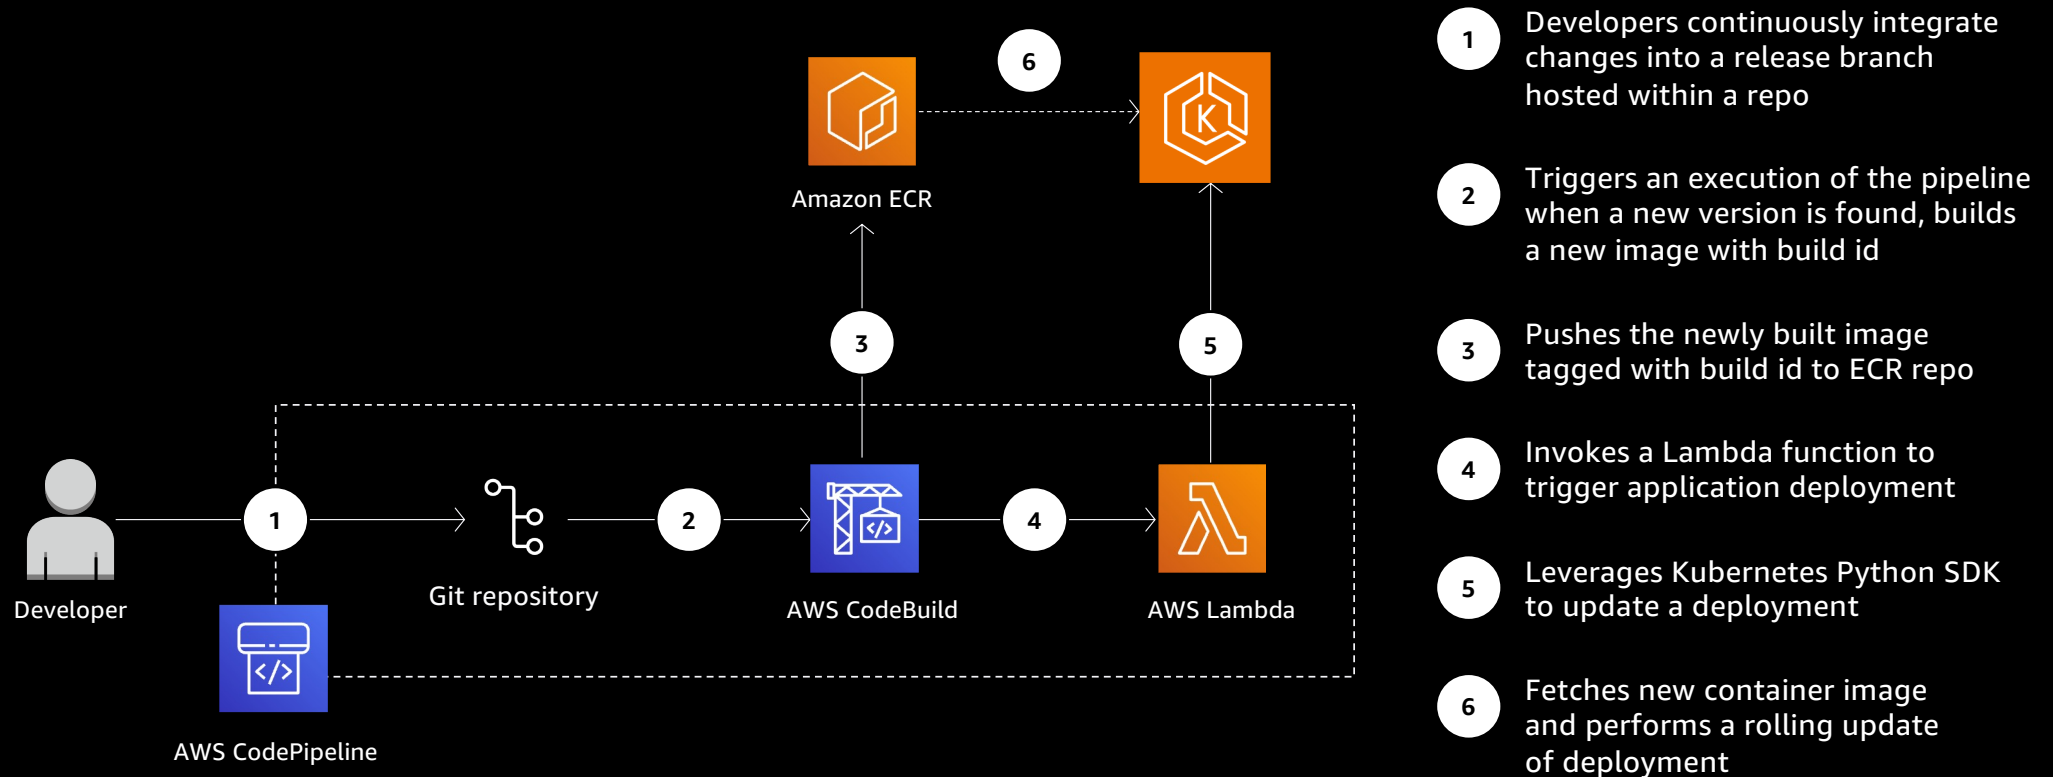 6
K
Amazon ECR
3
5
1
2
4
</>
Developer
Git repository
AWS CodeBuild
AWS Lambda
</>
AWS CodePipeline
1
Developers continuously integrate
changes into a release branch
hosted within a repo
2
Triggers an execution of the pipeline
when a new version is found, builds
a new image with build id
3
Pushes the newly built image
tagged with build id to ECR repo
4
Invokes a Lambda function to
trigger application deployment
5
Leverages Kubernetes Python SDK
to update a deployment
6
Fetches new container image
and performs a rolling update
of deployment